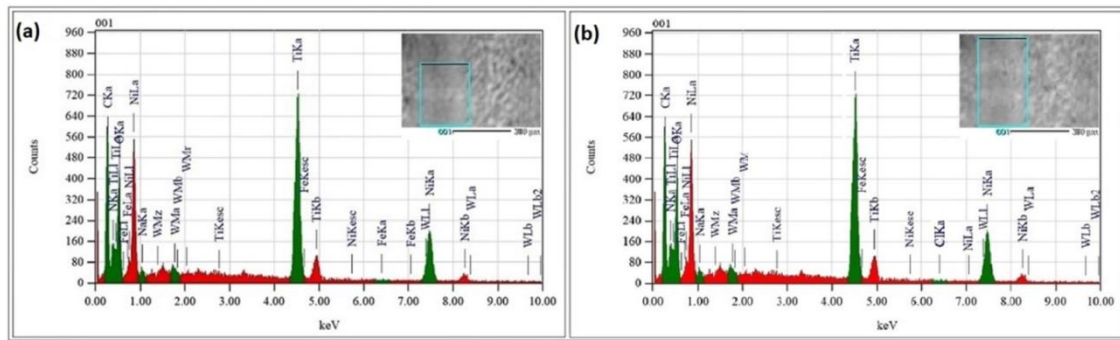 (a)
001
960
880
800
720
640
560
480
400
320
240
160
80
0
Counts
CKa
NKa
TiLl
TiLa
OKa
FeLl
FeLa
NiLl
NiLa
NaKa
WMz
WMa
WMb
WMr
TiKesc
TiKa
FeKesc
TiKb
NiKesc
FeKa
FeKb
WLL
NiKa
NiKb
WLa
WLb
WLb2
0.00 1.00 2.00 3.00 4.00 5.00 6.00 7.00 8.00 9.00 10.00
keV
001
(b)
001
960
880
800
720
640
560
480
400
320
240
160
80
0
Counts
CKa
NKa
TiLl
OKa
FeLl
FeLa
NiLl
NiLa
NaKa
WMz
WMa
WMb
WM
TiKesc
TiKa
FeKesc
TiKb
NiKesc
ClKa
NiLa
WLL
NiKa
NiKb
WLa
WLb
WLb2
0.00 1.00 2.00 3.00 4.00 5.00 6.00 7.00 8.00 9.00 10.00
keV
001